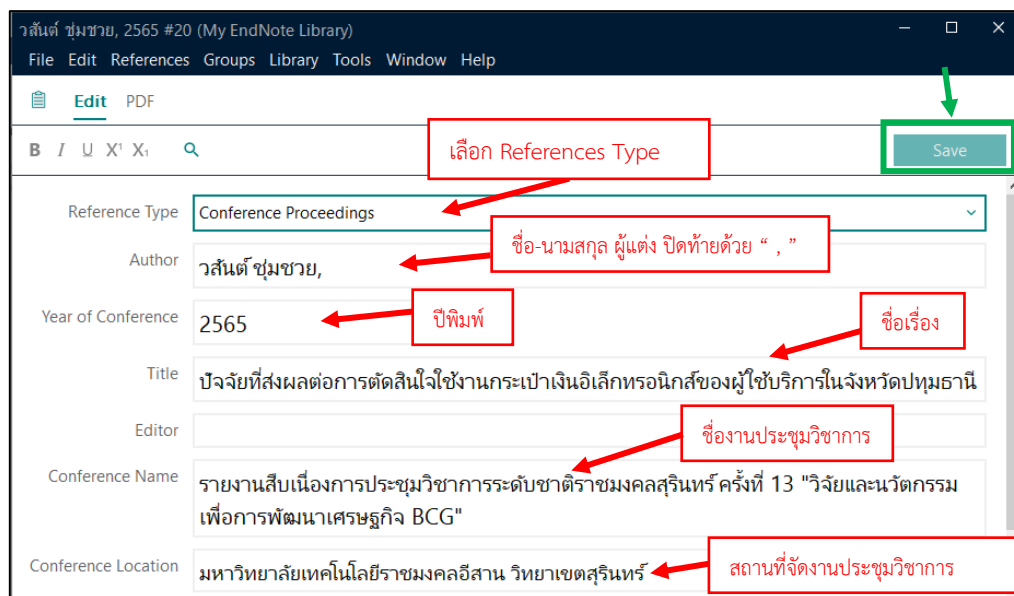 วสันต์ ชุ่มชวย, 2565 #20 (My EndNote Library)
File Edit References Groups Library Tools Window Help
Edit PDF
B I U X¹ X₁
เลือก References Type
Save
Reference Type Conference Proceedings
ชื่อ-นามสกุล ผู้แต่ง ปิดท้ายด้วย “ , ”
Author วสันต์ ชุ่มชวย,
Year of Conference 2565
ปีพิมพ์
ชื่อเรื่อง
Title ปัจจัยที่ส่งผลต่อการตัดสินใจใช้งานกระเป๋าเงินอิเล็กทรอนิกส์ของผู้ใช้บริการในจังหวัดปทุมธานี
Editor
ชื่องานประชุมวิชาการ
Conference Name รายงานสืบเนื่องการประชุมวิชาการระดับชาติราชมงคลสุรินทร์ ครั้งที่ 13 "วิจัยและนวัตกรรม
เพื่อการพัฒนาเศรษฐกิจ BCG"
Conference Location มหาวิทยาลัยเทคโนโลยีราชมงคลอีสาน วิทยาเขตสุรินทร์
สถานที่จัดงานประชุมวิชาการ